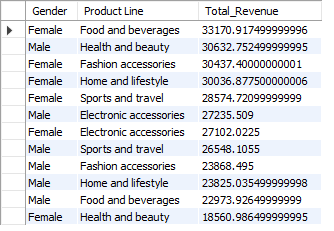 Gender Product Line Total_Revenue
Female Food and beverages 33170.917499999996
Male Health and beauty 30632.752499999995
Female Fashion accessories 30437.40000000001
Female Home and lifestyle 30036.877500000006
Female Sports and travel 28574.72099999999
Male Electronic accessories 27235.509
Female Electronic accessories 27102.0225
Male Sports and travel 26548.1055
Male Fashion accessories 23868.495
Male Home and lifestyle 23825.035499999998
Male Food and beverages 22973.92649999999
Female Health and beauty 18560.986499999995